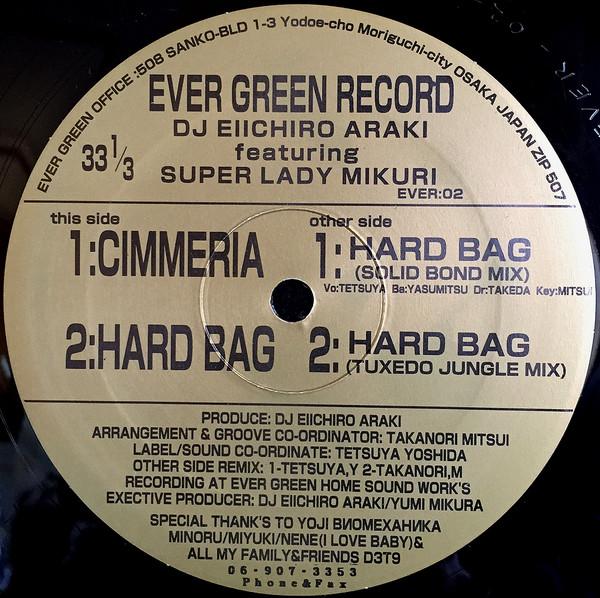 EVER GREEN OFFICE :508 SANKO-BLD 1-3 Yodoe-cho Moriguchi-city OSAKA JAPAN ZIP 507
EVER GREEN RECORD
DJ EIICHIRO ARAKI
featuring
33 1/3
SUPER LADY MIKURI
EVER:02
this side
1:CIMMERIA
2:HARD BAG
other side
1: HARD BAG
(SOLID BOND MIX)
Vo:TETSUYA Ba:YASUMITSU Dr:TAKEDA Key:MITSUI
2: HARD BAG
(TUXEDO JUNGLE MIX)
PRODUCE: DJ EIICHIRO ARAKI
ARRANGEMENT & GROOVE CO-ORDINATOR: TAKANORI MITSUI
LABEL/SOUND CO-ORDINATE: TETSUYA YOSHIDA
OTHER SIDE REMIX: 1-TETSUYA,Y 2-TAKANORI,M
RECORDING AT EVER GREEN HOME SOUND WORK'S
EXECTIVE PRODUCER: DJ EIICHIRO ARAKI/YUMI MIKURA
SPECIAL THANK'S TO YOJI ВИОМЕХАНИКА
MINORU/MIYUKI/NENE(I LOVE BABY)&
ALL MY FAMILY&FRIENDS D3T9
06-907-3353
Phone&Fax
EVER -